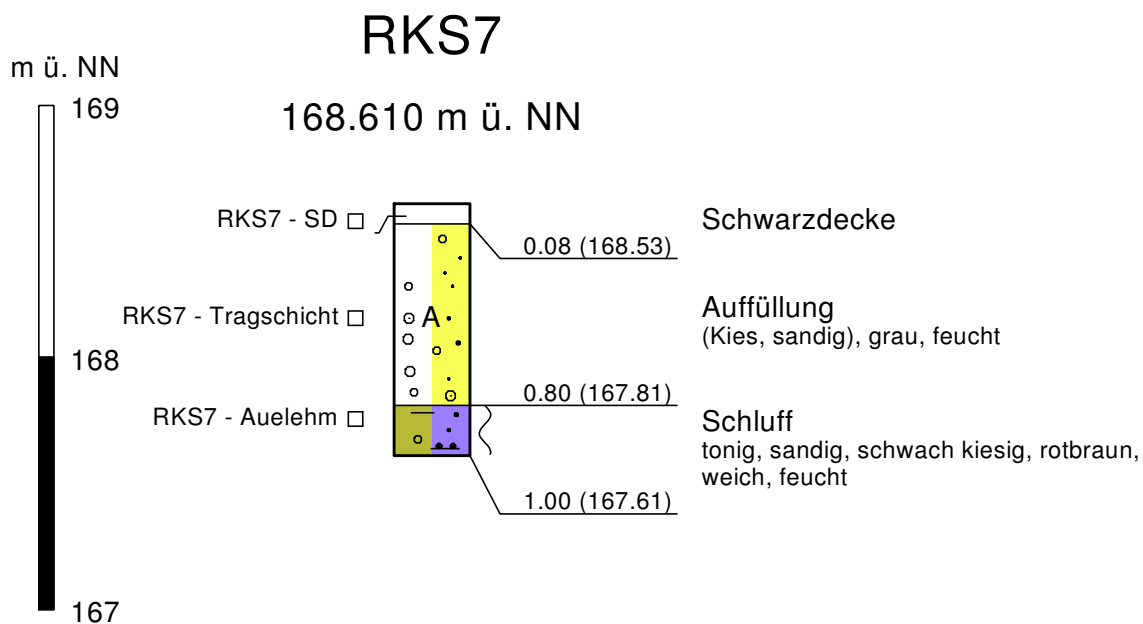 RKS7
m ü. NN
169
168.610 m ü. NN
RKS7 - SD
Schwarzdecke
0.08 (168.53)
RKS7 - Tragschicht
A
Auffüllung
(Kies, sandig), grau, feucht
168
0.80 (167.81)
RKS7 - Auelehm
Schluff
tonig, sandig, schwach kiesig, rotbraun,
weich, feucht
1.00 (167.61)
167